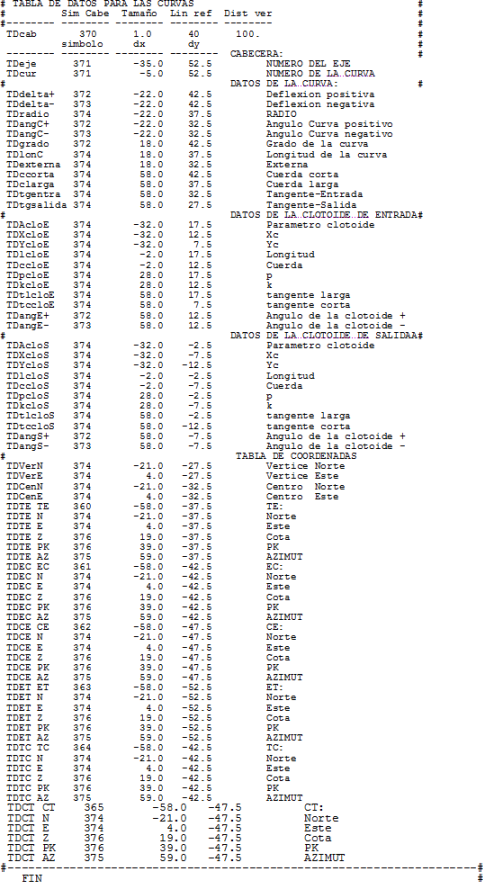 # TABLA DE DATOS PARA LAS CURVAS #
# Sim Cabe Tamaño Lin ref Dist ver #
# -------- -------- -------- -------- #
TDcab 370 1.0 40 100. #
simbolo dx dy #
-------- -------- -------- -------- CABECERA: #
TDeje 371 -35.0 52.5 NUMERO DEL EJE
TDcur 371 -5.0 52.5 NUMERO DE LA CURVA
# DATOS DE LA CURVA: #
TDdelta+ 372 -22.0 42.5 Deflexion positiva
TDdelta- 373 -22.0 42.5 Deflexion negativa
TDradio 374 -22.0 37.5 RADIO
TDangC+ 372 -22.0 32.5 Angulo Curva positivo
TDangC- 373 -22.0 32.5 Angulo Curva negativo
TDgrado 372 18.0 42.5 Grado de la curva
TDlonC 374 18.0 37.5 Longitud de la curva
TDexterna 374 18.0 32.5 Externa
TDccorta 374 58.0 42.5 Cuerda corta
TDclarga 374 58.0 37.5 Cuerda larga
TDtgentra 374 58.0 32.5 Tangente-Entrada
TDtgsalida 374 58.0 27.5 Tangente-Salida
# DATOS DE LA CLOTOIDE DE ENTRADA#
TDAcloE 374 -32.0 17.5 Parametro clotoide
TDXcloE 374 -32.0 12.5 Xc
TDYcloE 374 -32.0 7.5 Yc
TDlcloE 374 -2.0 17.5 Longitud
TDccloE 374 -2.0 12.5 Cuerda
TDpcloE 374 28.0 17.5 p
TDkcloE 374 28.0 12.5 k
TDtlcloE 374 58.0 17.5 tangente larga
TDtccloE 374 58.0 7.5 tangente corta
TDangE+ 372 58.0 12.5 Angulo de la clotoide +
TDangE- 373 58.0 12.5 Angulo de la clotoide -
# DATOS DE LA CLOTOIDE DE SALIDAA#
TDAcloS 374 -32.0 -2.5 Parametro clotoide
TDXcloS 374 -32.0 -7.5 Xc
TDYcloS 374 -32.0 -12.5 Yc
TDlcloS 374 -2.0 -2.5 Longitud
TDccloS 374 -2.0 -7.5 Cuerda
TDpcloS 374 28.0 -2.5 p
TDkcloS 374 28.0 -7.5 k
TDtlcloS 374 58.0 -2.5 tangente larga
TDtccloS 374 58.0 -12.5 tangente corta
TDangS+ 372 58.0 -7.5 Angulo de la clotoide +
TDangS- 373 58.0 -7.5 Angulo de la clotoide -
# TABLA DE COORDENADAS
TDVerN 374 -21.0 -27.5 Vertice Norte
TDVerE 374 4.0 -27.5 Vertice Este
TDCenN 374 -21.0 -32.5 Centro Norte
TDCenE 374 4.0 -32.5 Centro Este
TDTE TE 360 -58.0 -37.5 TE:
TDTE N 374 -21.0 -37.5 Norte
TDTE E 374 4.0 -37.5 Este
TDTE Z 376 19.0 -37.5 Cota
TDTE PK 376 39.0 -37.5 PK
TDTE AZ 375 59.0 -37.5 AZIMUT
TDEC EC 361 -58.0 -42.5 EC:
TDEC N 374 -21.0 -42.5 Norte
TDEC E 374 4.0 -42.5 Este
TDEC Z 376 19.0 -42.5 Cota
TDEC PK 376 39.0 -42.5 PK
TDEC AZ 375 59.0 -42.5 AZIMUT
TDCE CE 362 -58.0 -47.5 CE:
TDCE N 374 -21.0 -47.5 Norte
TDCE E 374 4.0 -47.5 Este
TDCE Z 376 19.0 -47.5 Cota
TDCE PK 376 39.0 -47.5 PK
TDCE AZ 375 59.0 -47.5 AZIMUT
TDET ET 363 -58.0 -52.5 ET:
TDET N 374 -21.0 -52.5 Norte
TDET E 374 4.0 -52.5 Este
TDET Z 376 19.0 -52.5 Cota
TDET PK 376 39.0 -52.5 PK
TDET AZ 375 59.0 -52.5 AZIMUT
TDTC TC 364 -58.0 -42.5 TC:
TDTC N 374 -21.0 -42.5 Norte
TDTC E 374 4.0 -42.5 Este
TDTC Z 376 19.0 -42.5 Cota
TDTC PK 376 39.0 -42.5 PK
TDTC AZ 375 59.0 -42.5 AZIMUT
TDCT CT 365 -58.0 -47.5 CT:
TDCT N 374 -21.0 -47.5 Norte
TDCT E 374 4.0 -47.5 Este
TDCT Z 376 19.0 -47.5 Cota
TDCT PK 376 39.0 -47.5 PK
TDCT AZ 375 59.0 -47.5 AZIMUT
#----------------------------------------------------------------#
FIN #